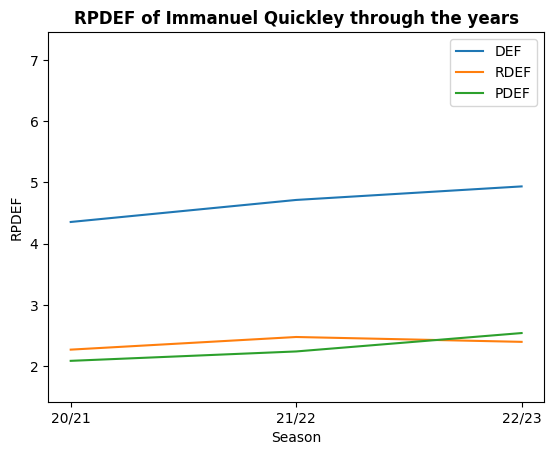 RPDEF of Immanuel Quickley through the years
DEF
RDEF
PDEF
7
6
5
4
3
2
RPDEF
20/21
21/22
22/23
Season